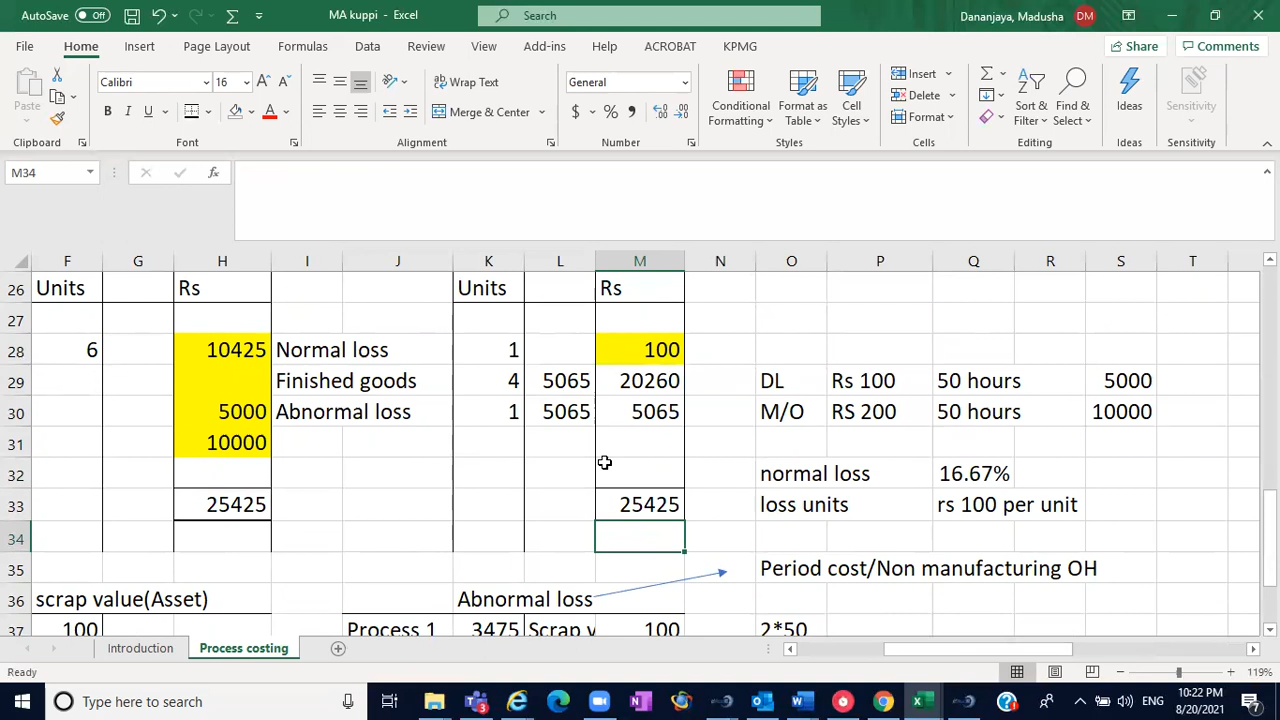 AutoSave Off MA kuppi - Excel Search Dananjaya, Madusha DM
File Home Insert Page Layout Formulas Data Review View Add-ins Help ACROBAT KPMG Share Comments
Paste Calibri 16 Wrap Text General Conditional Formatting Format as Table Cell Styles Insert Sort & Filter Find & Select Ideas Sensitivity
B I U A Merge & Center $ % Delete
Format
Clipboard Font Alignment Number Styles Cells Editing Ideas Sensitivity
M34 fx
F G H I J K L M N O P Q R S T
26 Units Rs Units Rs
27
28 6 10425 Normal loss 1 100
29 Finished goods 4 5065 20260 DL Rs 100 50 hours 5000
30 5000 Abnormal loss 1 5065 5065 M/O RS 200 50 hours 10000
31 10000
32 normal loss 16.67%
33 25425 25425 loss units rs 100 per unit
34
35 Period cost/Non manufacturing OH
36 scrap value(Asset) Abnormal loss
37 100 Process 1 3475 Scrap v 100 2*50
Introduction Process costing
Ready 119%
Type here to search 3 ENG 10:22 PM
8/20/2021